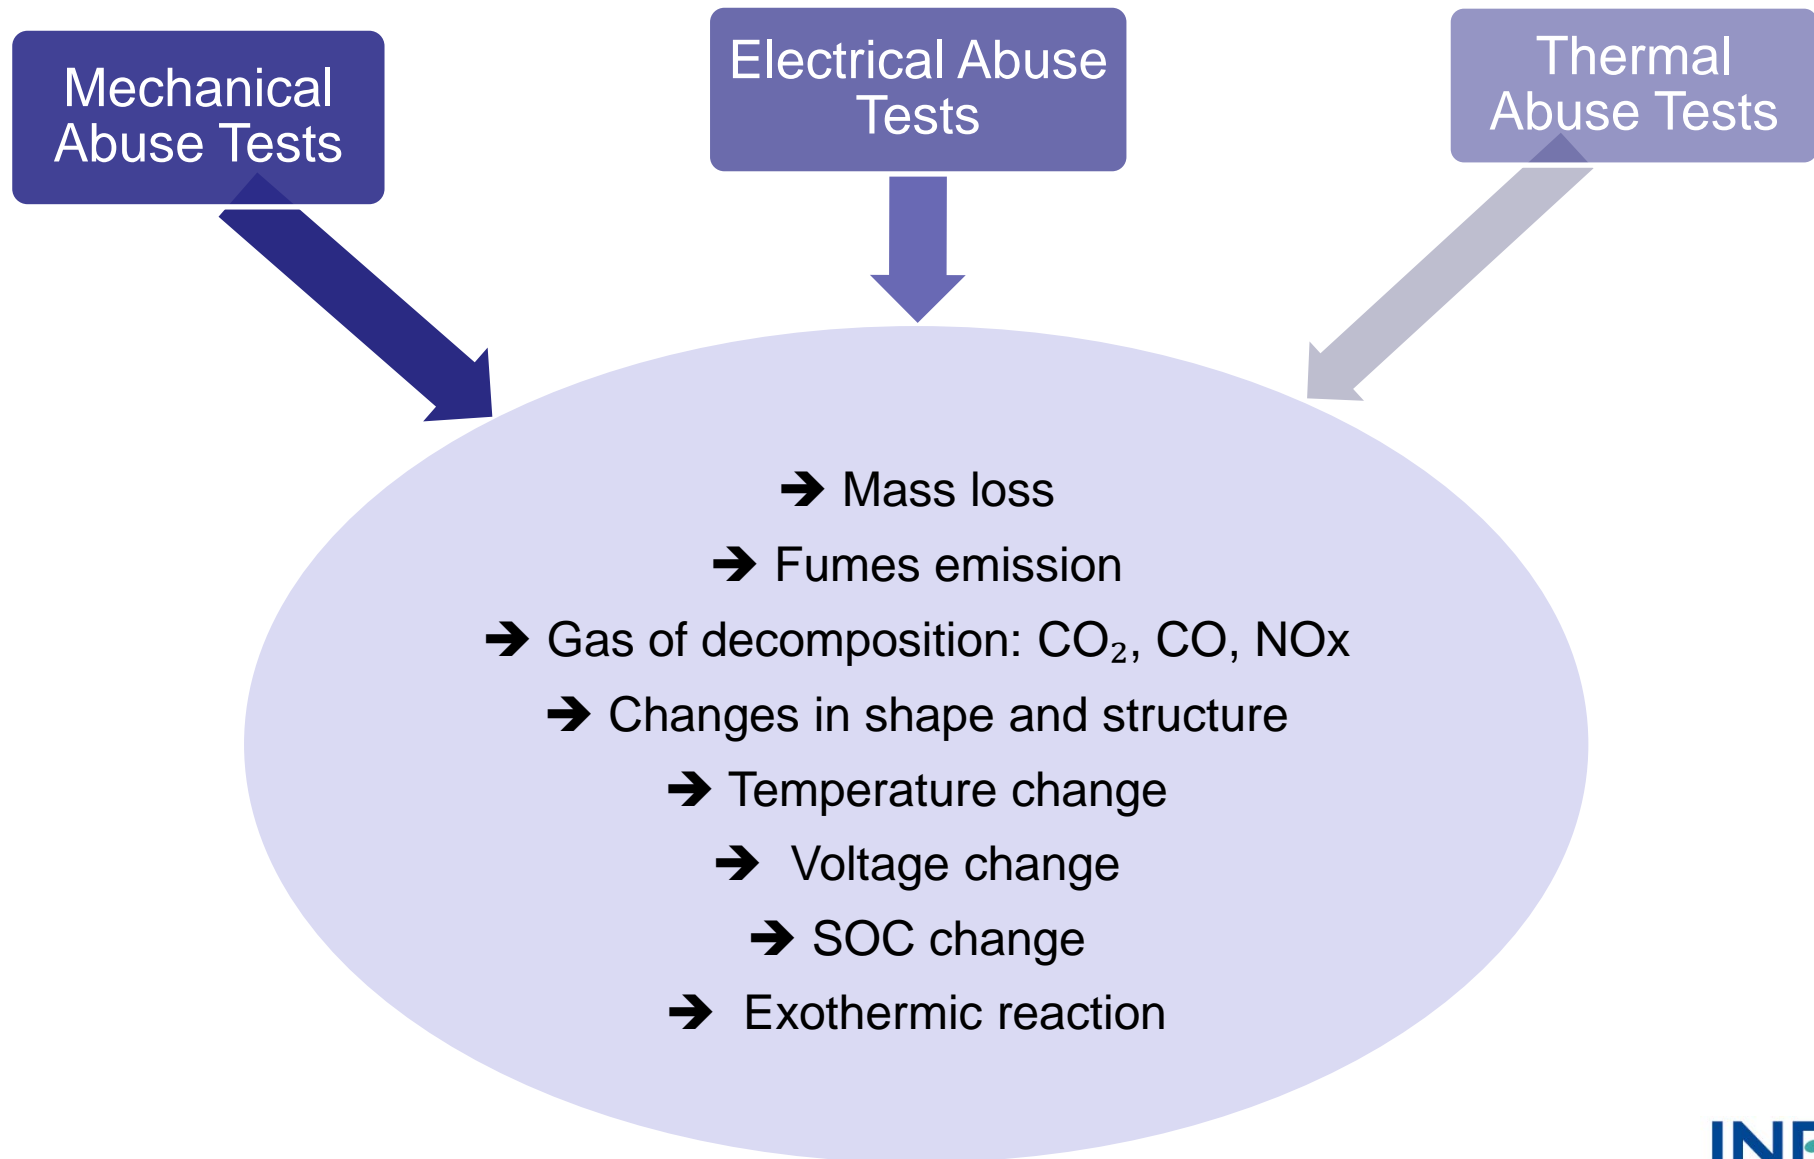 Mechanical
Abuse Tests
Electrical Abuse
Tests
Thermal
Abuse Tests
➔ Mass loss
➔ Fumes emission
➔ Gas of decomposition: CO₂, CO, NOx
➔ Changes in shape and structure
➔ Temperature change
➔ Voltage change
➔ SOC change
➔ Exothermic reaction